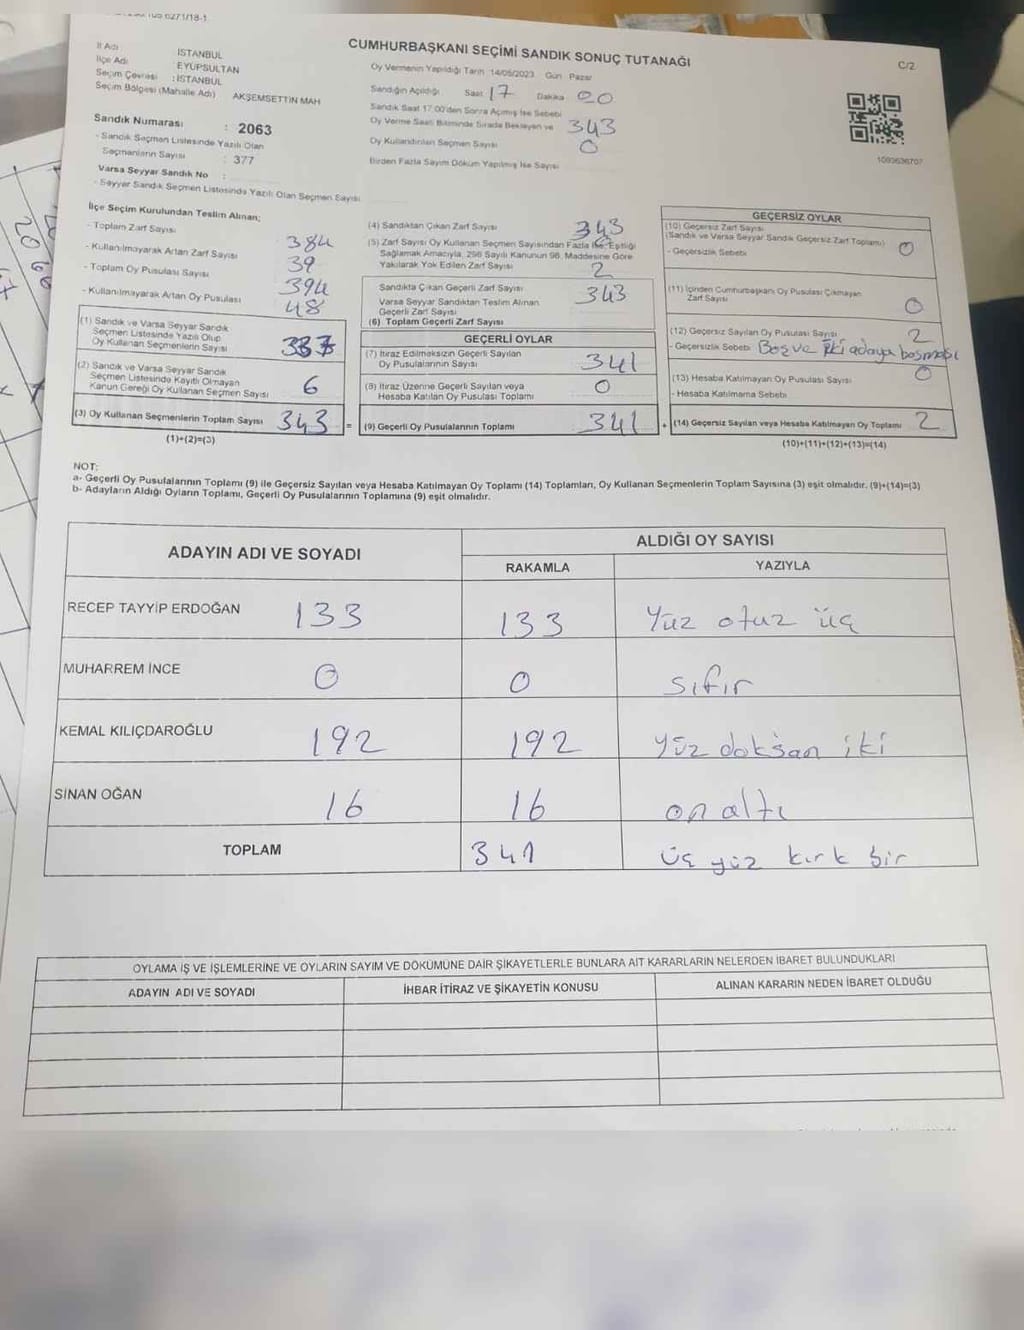 6271/18-1
CUMHURBAŞKANI SEÇİMİ SANDIK SONUÇ TUTANAĞI
C/2
İl Adı
İSTANBUL
İlçe Adı
: EYÜPSULTAN
Seçim Çevresi : İSTANBUL
Seçim Bölgesi (Mahalle Adı) AKŞEMSETTİN MAH
Sandık Numarası : 2063
- Sandık Seçmen Listesinde Yazılı Olan
Seçmenlerin Sayısı : 377
Varsa Seyyar Sandık No :
- Seyyar Sandık Seçmen Listesinde Yazılı Olan Seçmen Sayısı
Oy Vermenin Yapıldığı Tarih 14/05/2023 Gün Pazar
Sandığın Açıldığı Saat 17 Dakika 00
Sandık Saat 17.00'den Sonra Açılmış İse Sebebi
Oy Verme Saati Bitiminde Sırada Bekleyen ve 343
Oy Kullandırılan Seçmen Sayısı 0
Birden Fazla Sayım Döküm Yapılmış İse Sayısı
1093636707
İlçe Seçim Kurulundan Teslim Alınan;
- Toplam Zarf Sayısı 384
- Kullanılmayarak Artan Zarf Sayısı 39
- Toplam Oy Pusulası Sayısı 394
- Kullanılmayarak Artan Oy Pusulası 48
(1) Sandık ve Varsa Seyyar Sandık
Seçmen Listesinde Yazılı Olup
Oy Kullanan Seçmenlerin Sayısı 337
(2) Sandık ve Varsa Seyyar Sandık
Seçmen Listesinde Kayıtlı Olmayan
Kanun Gereği Oy Kullanan Seçmen Sayısı 6
(3) Oy Kullanan Seçmenlerin Toplam Sayısı 343 =
(1)+(2)=(3)
(4) Sandıktan Çıkan Zarf Sayısı 343
(5) Zarf Sayısı Oy Kullanan Seçmen Sayısından Fazla İse, Eşitliği
Sağlamak Amacıyla, 298 Sayılı Kanunun 98. Maddesine Göre
Yakılarak Yok Edilen Zarf Sayısı 2
Sandıkta Çıkan Geçerli Zarf Sayısı 343
Varsa Seyyar Sandıktan Teslim Alınan
Geçerli Zarf Sayısı
(6) Toplam Geçerli Zarf Sayısı
GEÇERLİ OYLAR
(7) İtiraz Edilmeksizin Geçerli Sayılan
Oy Pusulalarının Sayısı 341
(8) İtiraz Üzerine Geçerli Sayılan veya 0
Hesaba Katılan Oy Pusulası Toplamı
(9) Geçerli Oy Pusulalarının Toplamı 341 +
GEÇERSİZ OYLAR
(10) Geçersiz Zarf Sayısı
(Sandık ve Varsa Seyyar Sandık Geçersiz Zarf Toplamı) 0
- Geçersizlik Sebebi
(11) İçinden Cumhurbaşkanı Oy Pusulası Çıkmayan
Zarf Sayısı 0
(12) Geçersiz Sayılan Oy Pusulası Sayısı 2
- Geçersizlik Sebebi Boş ve iki adaya basması
(13) Hesaba Katılmayan Oy Pusulası Sayısı 0
- Hesaba Katılmama Sebebi
(14) Geçersiz Sayılan veya Hesaba Katılmayan Oy Toplamı 2
(10)+(11)+(12)+(13)=(14)
NOT:
a- Geçerli Oy Pusulalarının Toplamı (9) ile Geçersiz Sayılan veya Hesaba Katılmayan Oy Toplamı (14) Toplamları, Oy Kullanan Seçmenlerin Toplam Sayısına (3) eşit olmalıdır. (9)+(14)=(3)
b- Adayların Aldığı Oyların Toplamı, Geçerli Oy Pusulalarının Toplamına (9) eşit olmalıdır.
ADAYIN ADI VE SOYADI
ALDIĞI OY SAYISI
RAKAMLA YAZIYLA
RECEP TAYYİP ERDOĞAN 133 133 Yüz otuz üç
MUHARREM İNCE 0 0 sıfır
KEMAL KILIÇDAROĞLU 192 192 yüz doksan iki
SİNAN OĞAN 16 16 on altı
TOPLAM 341 üç yüz kırk bir
OYLAMA İŞ VE İŞLEMLERİNE VE OYLARIN SAYIM VE DÖKÜMÜNE DAİR ŞİKAYETLERLE BUNLARA AİT KARARLARIN NELERDEN İBARET BULUNDUKLARI
ADAYIN ADI VE SOYADI İHBAR İTİRAZ VE ŞİKAYETİN KONUSU ALINAN KARARIN NEDEN İBARET OLDUĞU